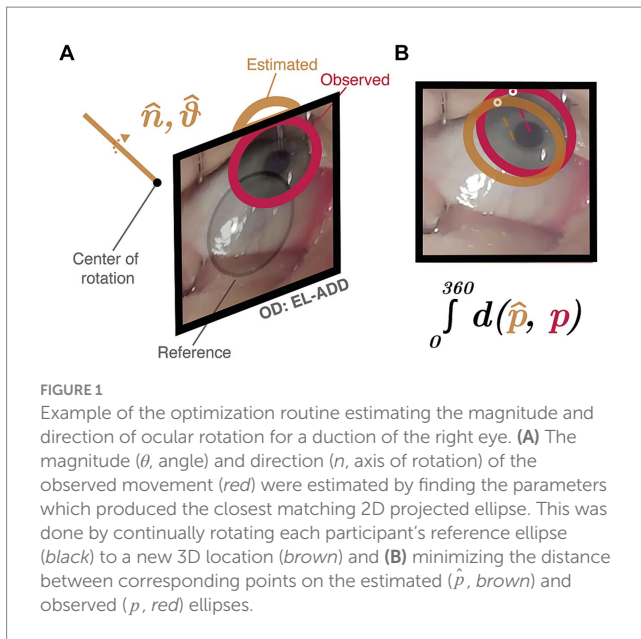 A
B
Estimated
Observed
n̂, ϑ̂
Center of
rotation
OD: EL-ADD
Reference
360
∫ d(p̂, p)
0
FIGURE 1
Example of the optimization routine estimating the magnitude and
direction of ocular rotation for a duction of the right eye. (A) The
magnitude (θ, angle) and direction (n, axis of rotation) of the
observed movement (red) were estimated by finding the parameters
which produced the closest matching 2D projected ellipse. This was
done by continually rotating each participant’s reference ellipse
(black) to a new 3D location (brown) and (B) minimizing the distance
between corresponding points on the estimated (p̂, brown) and
observed (p, red) ellipses.